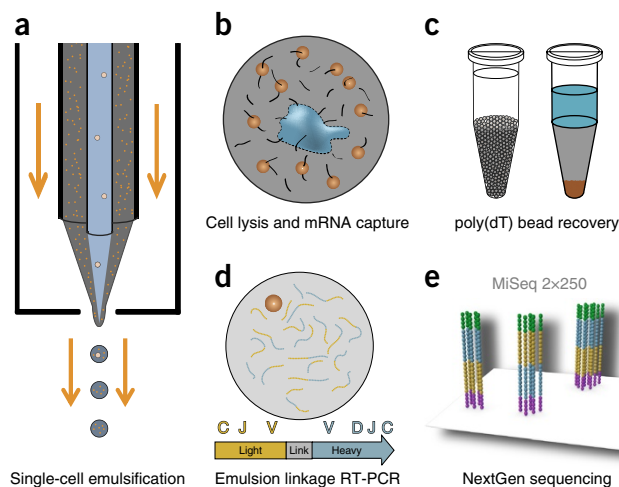 a
Single-cell emulsification
b
Cell lysis and mRNA capture
c
poly(dT) bead recovery
d
C J V V D J C
Light Link Heavy
Emulsion linkage RT-PCR
e
MiSeq 2×250
NextGen sequencing